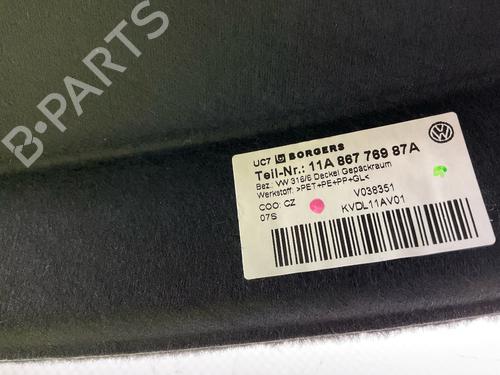 UC7 BORGERS
Teil-Nr.: 11A 867 769 87A
Bez.: VW 316/6 Deckel Gepäckraum
Werkstoff: >PET+PE+PP+GL<
COO: CZ V038351
07S KVDL11AV01
B-PARTS